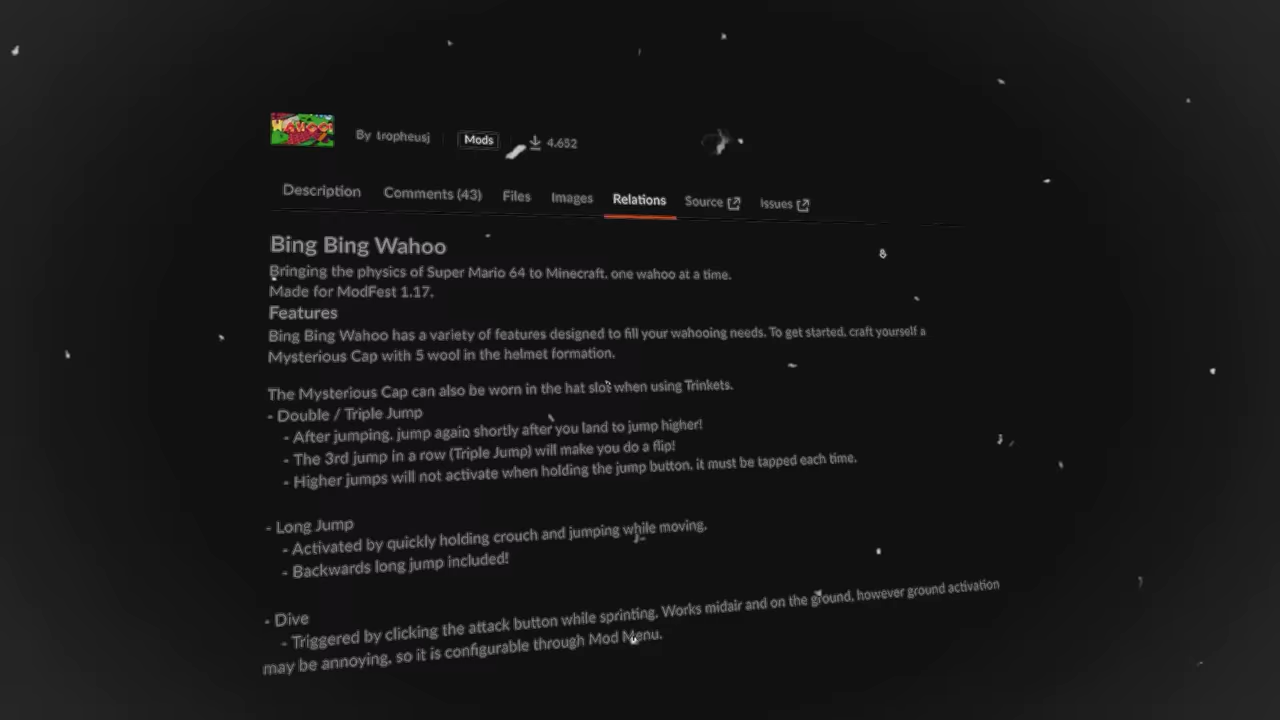 By tropheusj Mods 4,652
Description Comments (43) Files Images Relations Source Issues
Bing Bing Wahoo
Bringing the physics of Super Mario 64 to Minecraft, one wahoo at a time.
Made for ModFest 1.17.
Features
Bing Bing Wahoo has a variety of features designed to fill your wahooing needs. To get started, craft yourself a
Mysterious Cap with 5 wool in the helmet formation.
The Mysterious Cap can also be worn in the hat slot when using Trinkets.
- Double / Triple Jump
- After jumping, jump again shortly after you land to jump higher!
- The 3rd jump in a row (Triple Jump) will make you do a flip!
- Higher jumps will not activate when holding the jump button, it must be tapped each time.
- Long Jump
- Activated by quickly holding crouch and jumping while moving.
- Backwards long jump included!
- Dive
- Triggered by clicking the attack button while sprinting. Works midair and on the ground, however ground activation
may be annoying, so it is configurable through Mod Menu.